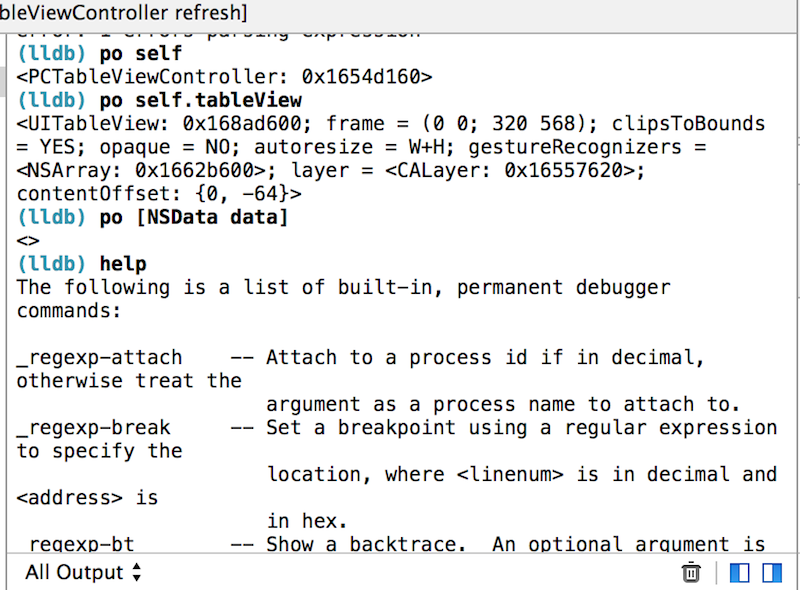 bleViewController refresh]
error: 1 errors parsing expression
(lldb) po self
<PCTableViewController: 0x1654d160>
(lldb) po self.tableView
<UITableView: 0x168ad600; frame = (0 0; 320 568); clipsToBounds
= YES; opaque = NO; autoresize = W+H; gestureRecognizers =
<NSArray: 0x1662b600>; layer = <CALayer: 0x16557620>;
contentOffset: {0, -64}>
(lldb) po [NSData data]
<>
(lldb) help
The following is a list of built-in, permanent debugger
commands:
_regexp-attach    -- Attach to a process id if in decimal,
otherwise treat the
argument as a process name to attach to.
_regexp-break     -- Set a breakpoint using a regular expression
to specify the
location, where <linenum> is in decimal and
<address> is
in hex.
_regexp-bt        -- Show a backtrace.  An optional argument is
All Output